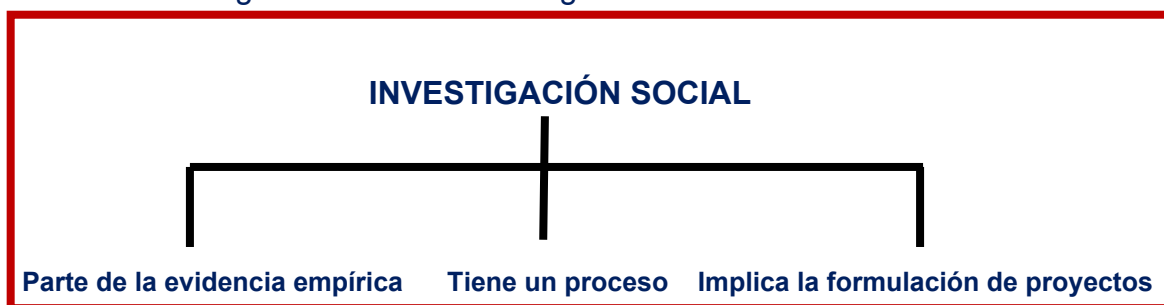 INVESTIGACIÓN SOCIAL
Parte de la evidencia empírica Tiene un proceso Implica la formulación de proyectos